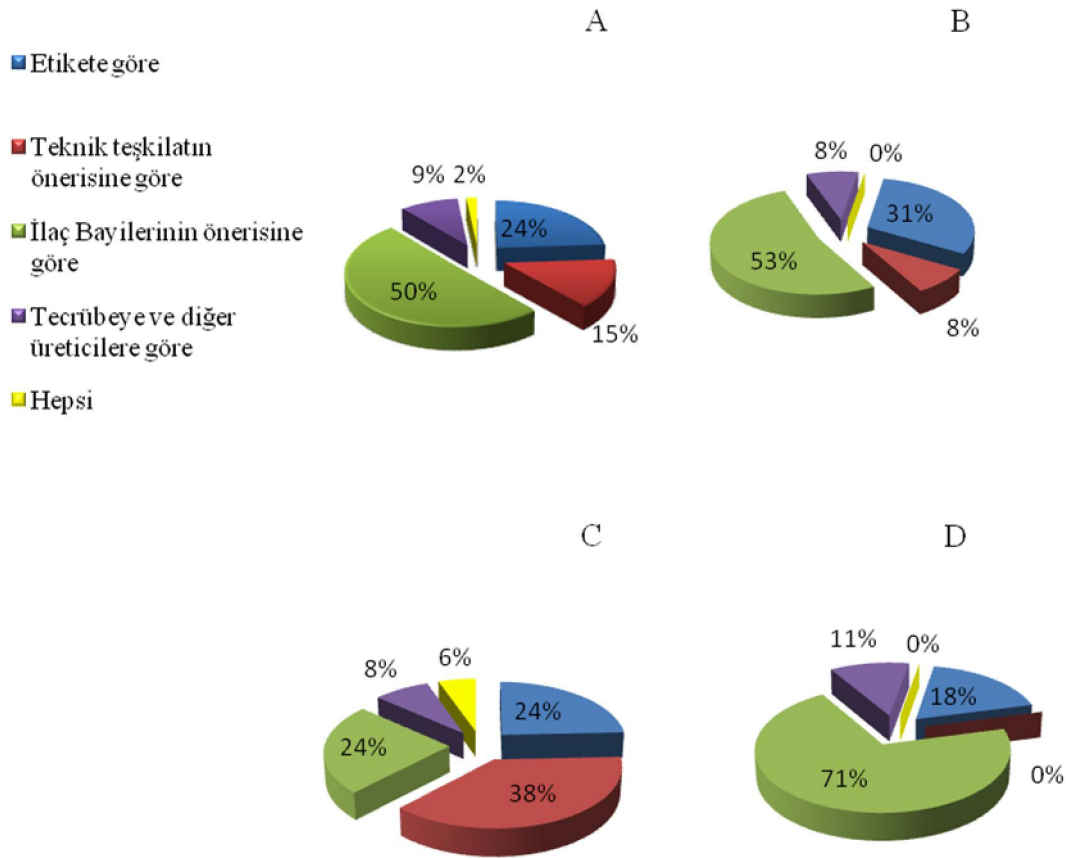 A
B
Etikete göre
Teknik teşkilatın
önerisine göre
İlaç Bayilerinin önerisine
göre
Tecrübeye ve diğer
üreticilere göre
Hepsi
9% 2%
24%
50%
15%
8% 0%
31%
53%
8%
C
D
8% 6%
24%
24%
38%
11% 0%
18%
71%
0%